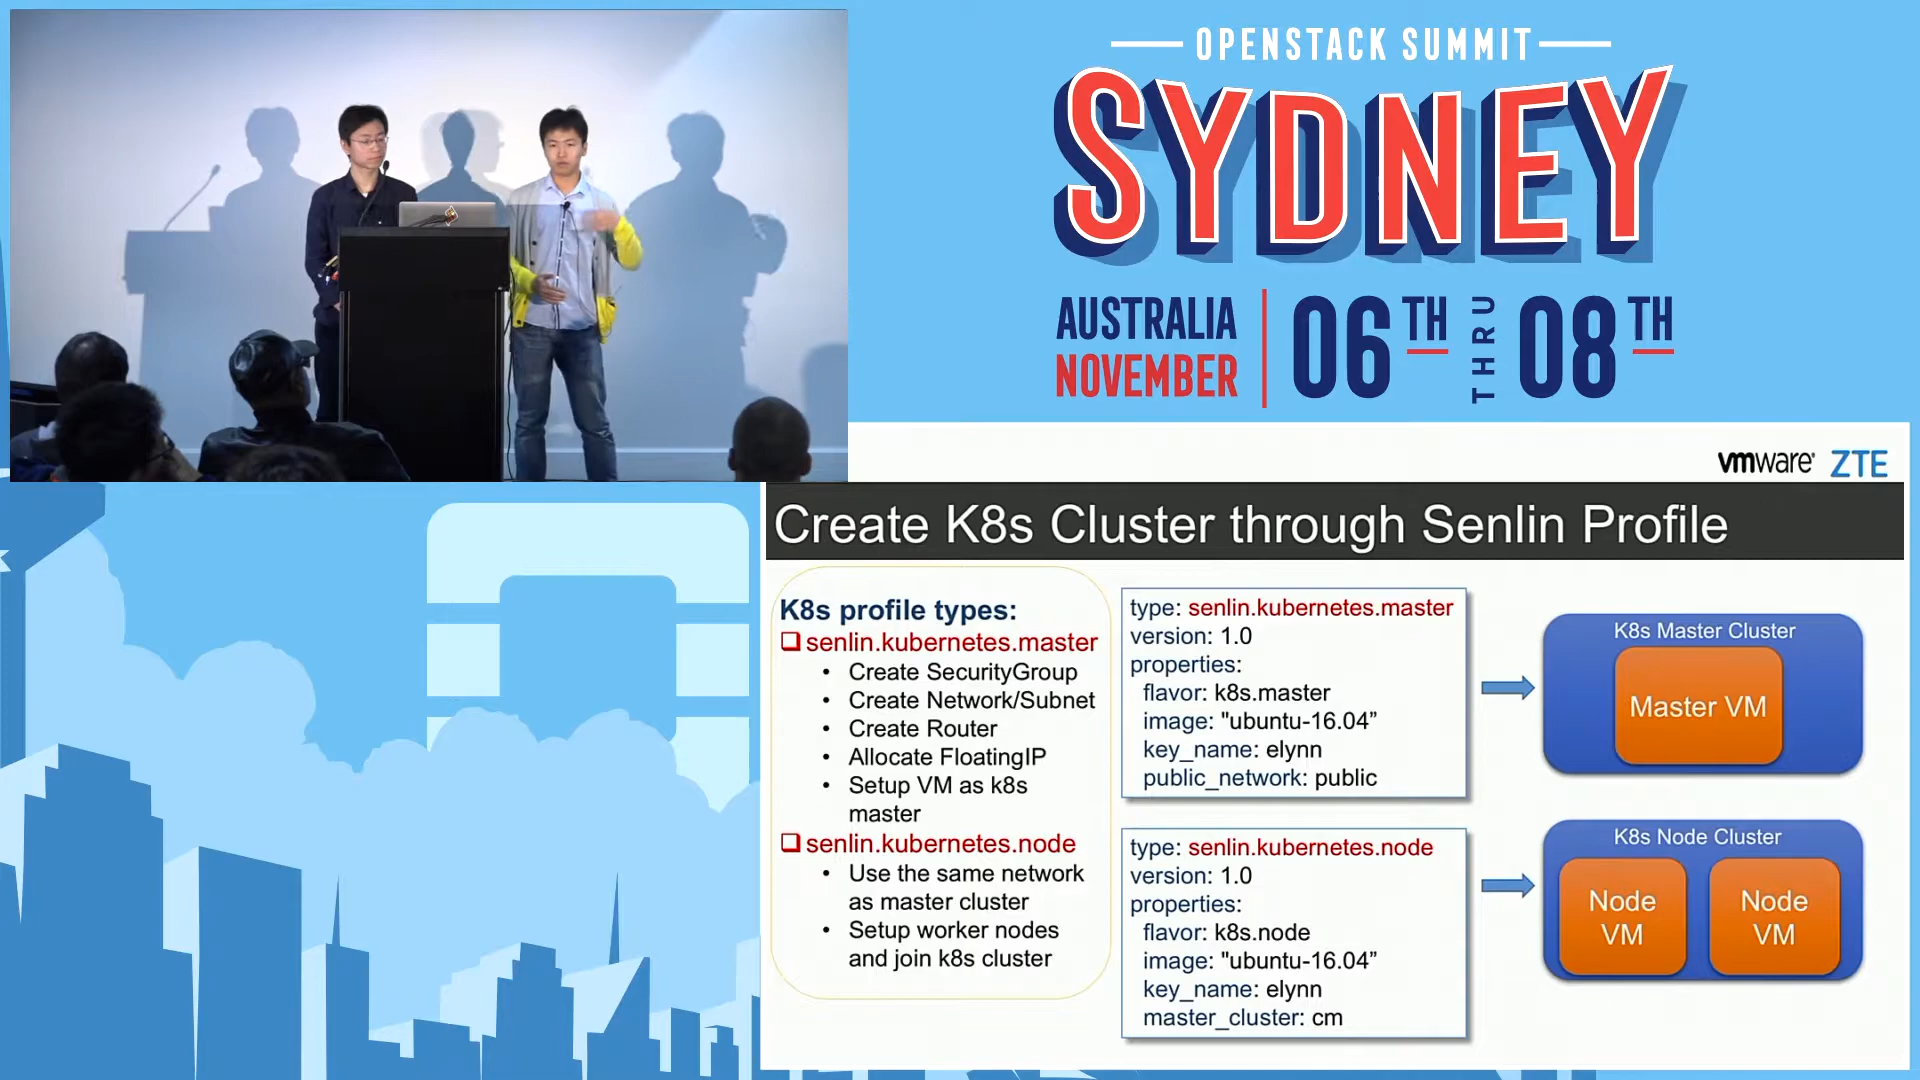 OPENSTACK SUMMIT
SYDNEY
AUSTRALIA
NOVEMBER
06TH THRU 08TH
vmware ZTE
Create K8s Cluster through Senlin Profile
K8s profile types:
senlin.kubernetes.master
• Create SecurityGroup
• Create Network/Subnet
• Create Router
• Allocate FloatingIP
• Setup VM as k8s
master
senlin.kubernetes.node
• Use the same network
as master cluster
• Setup worker nodes
and join k8s cluster
type: senlin.kubernetes.master
version: 1.0
properties:
flavor: k8s.master
image: "ubuntu-16.04”
key_name: elynn
public_network: public
type: senlin.kubernetes.node
version: 1.0
properties:
flavor: k8s.node
image: "ubuntu-16.04”
key_name: elynn
master_cluster: cm
K8s Master Cluster
Master VM
K8s Node Cluster
Node
VM
Node
VM